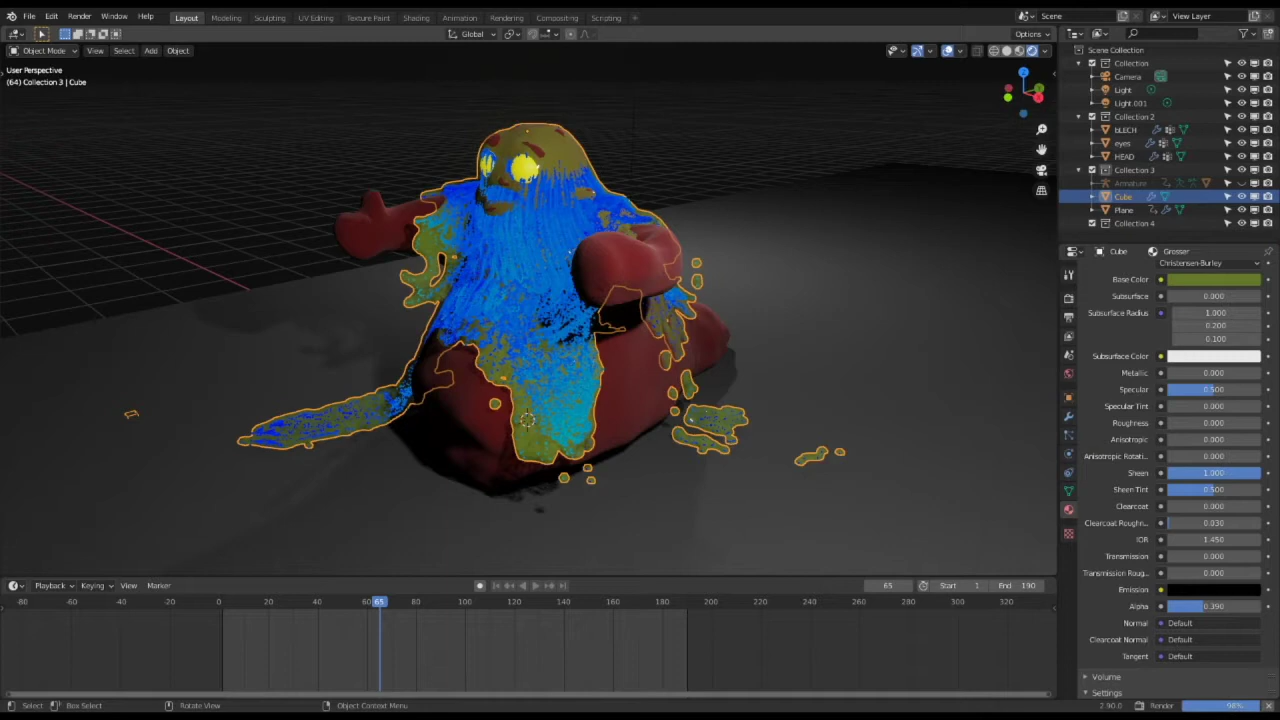 File Edit Render Window Help Layout Modeling Sculpting UV Editing Texture Paint Shading Animation Rendering Compositing Scripting + Scene View Layer
Global Options
Object Mode View Select Add Object
User Perspective
(64) Collection 3 | Cube
Scene Collection
Collection
Camera
Light
Light.001
Collection 2
bLECH
eyes
HEAD
Collection 3
Armature
Cube
Plane
Collection 4
Cube Grosser
Christensen-Burley
Base Color
Subsurface 0.000
Subsurface Radius 1.000
0.200
0.100
Subsurface Color
Metallic 0.000
Specular 0.500
Specular Tint 0.000
Roughness 0.000
Anisotropic 0.000
Anisotropic Rotati.. 0.000
Sheen 1.000
Sheen Tint 0.500
Clearcoat 0.000
Clearcoat Roughn.. 0.030
IOR 1.450
Transmission 0.000
Transmission Roug.. 0.000
Emission
Alpha 0.390
Normal Default
Clearcoat Normal Default
Tangent Default
Volume
Settings
Playback Keying View Marker 65 Start 1 End 190
-80 -60 -40 -20 0 20 40 60 65 80 100 120 140 160 180 200 220 240 260 280 300 320
Select Box Select Rotate View Object Context Menu 2.90.0 Render 98%